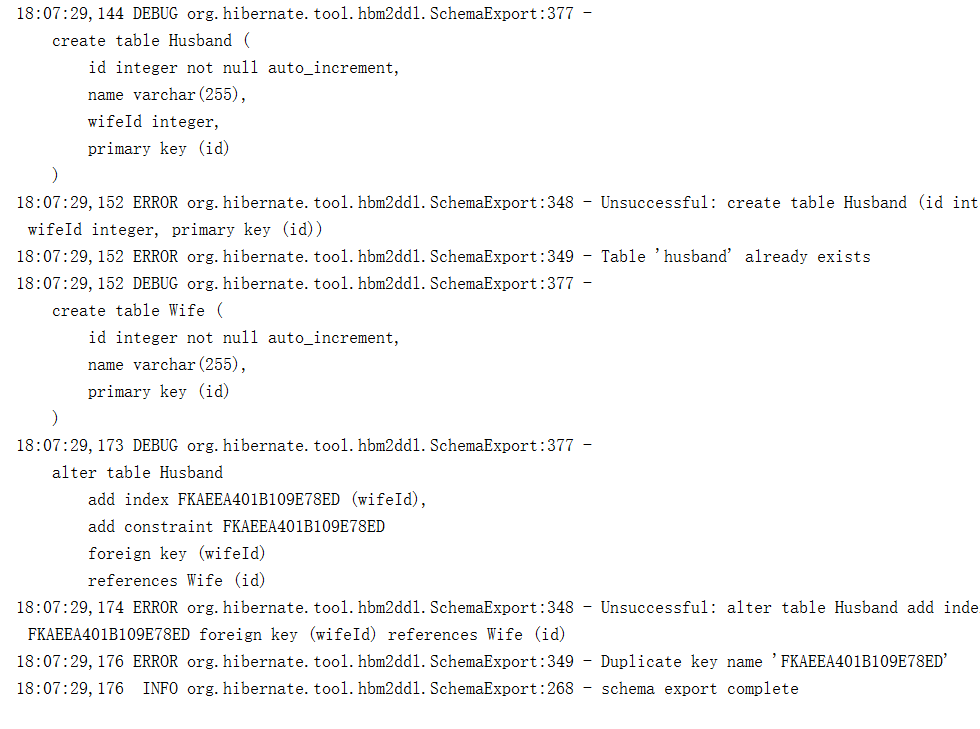 18:07:29,144 DEBUG org.hibernate.tool.hbm2ddl.SchemaExport:377 -
    create table Husband (
        id integer not null auto_increment,
        name varchar(255),
        wifeId integer,
        primary key (id)
    )
18:07:29,152 ERROR org.hibernate.tool.hbm2ddl.SchemaExport:348 - Unsuccessful: create table Husband (id int
wifeId integer, primary key (id))
18:07:29,152 ERROR org.hibernate.tool.hbm2ddl.SchemaExport:349 - Table 'husband' already exists
18:07:29,152 DEBUG org.hibernate.tool.hbm2ddl.SchemaExport:377 -
    create table Wife (
        id integer not null auto_increment,
        name varchar(255),
        primary key (id)
    )
18:07:29,173 DEBUG org.hibernate.tool.hbm2ddl.SchemaExport:377 -
    alter table Husband
        add index FKAEEA401B109E78ED (wifeId),
        add constraint FKAEEA401B109E78ED
        foreign key (wifeId)
        references Wife (id)
18:07:29,174 ERROR org.hibernate.tool.hbm2ddl.SchemaExport:348 - Unsuccessful: alter table Husband add inde
FKAEEA401B109E78ED foreign key (wifeId) references Wife (id)
18:07:29,176 ERROR org.hibernate.tool.hbm2ddl.SchemaExport:349 - Duplicate key name 'FKAEEA401B109E78ED'
18:07:29,176  INFO org.hibernate.tool.hbm2ddl.SchemaExport:268 - schema export complete